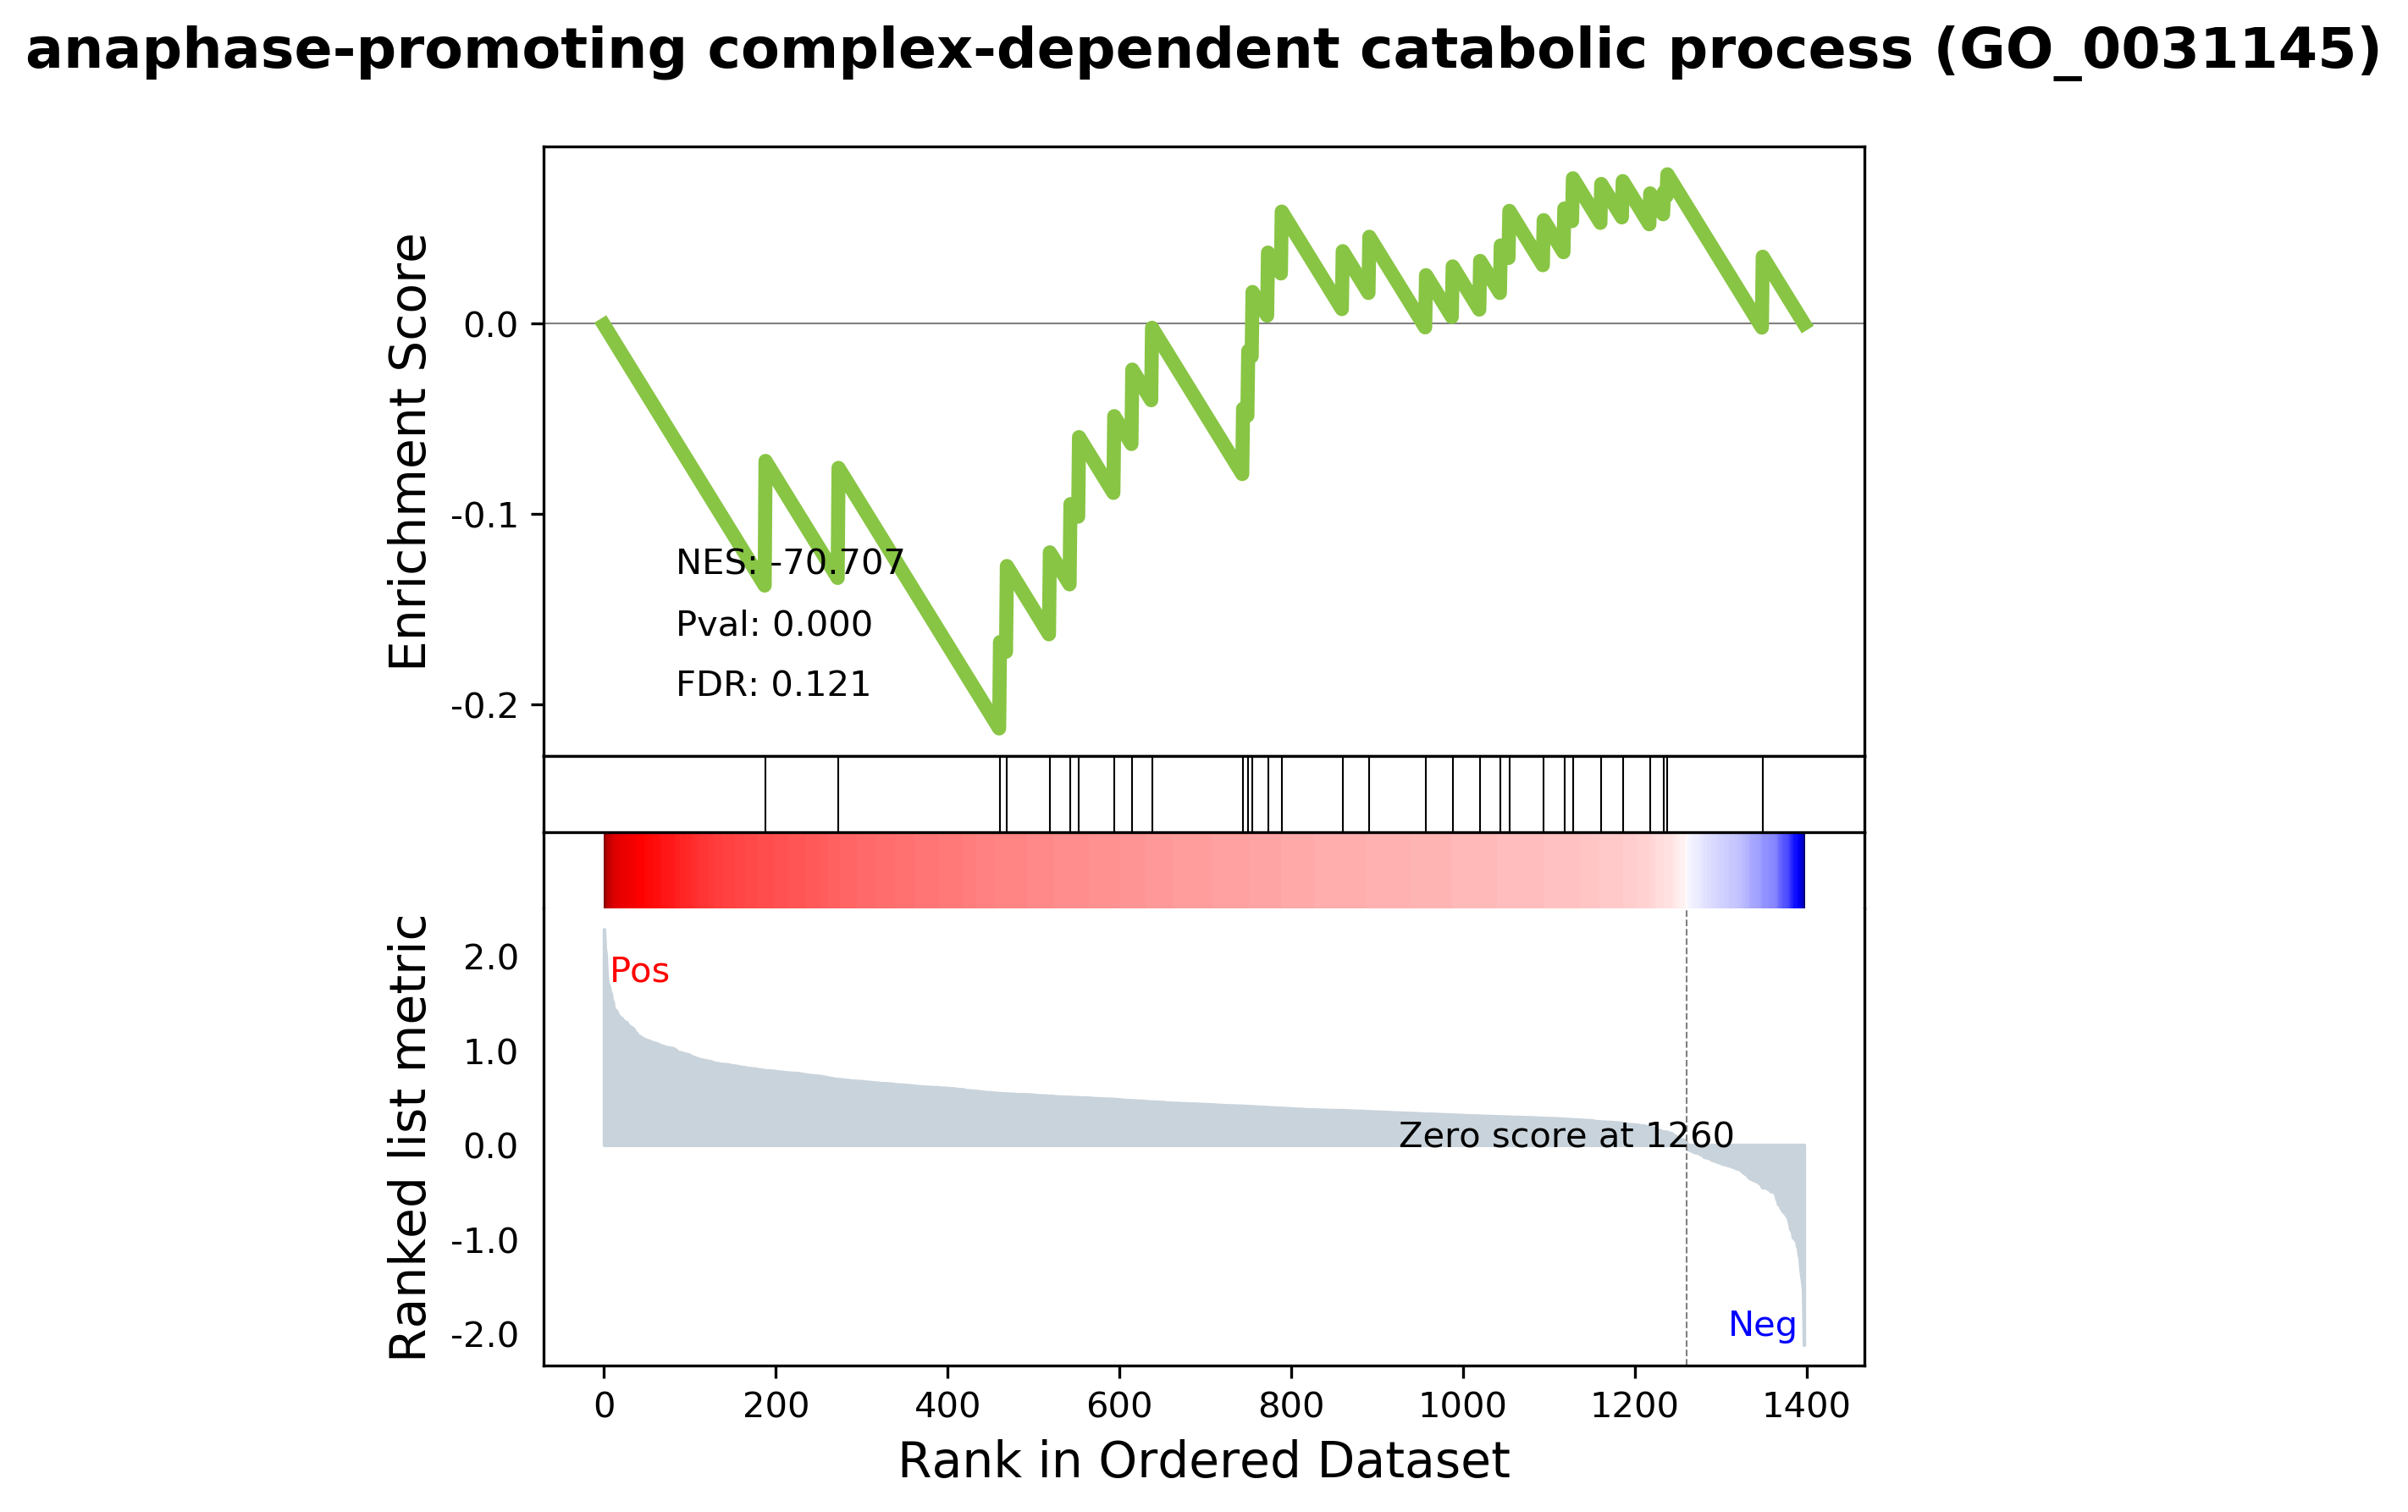 anaphase-promoting complex-dependent catabolic process (GO_0031145)
Enrichment Score
0.0
-0.1
-0.2
NES: -70.707
Pval: 0.000
FDR: 0.121
Ranked list metric
2.0
1.0
0.0
-1.0
-2.0
Pos
Zero score at 1260
Neg
0 200 400 600 800 1000 1200 1400
Rank in Ordered Dataset